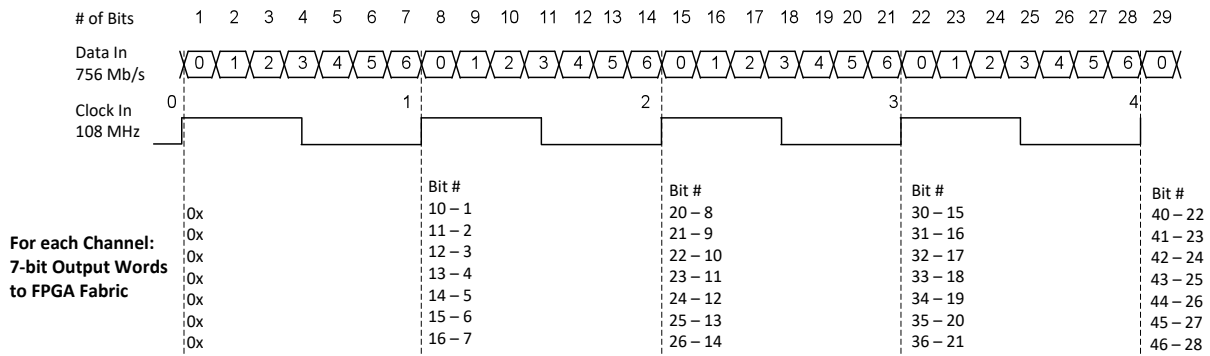 # of Bits 1 2 3 4 5 6 7 8 9 10 11 12 13 14 15 16 17 18 19 20 21 22 23 24 25 26 27 28 29
Data In
756 Mb/s
0 1 2 3 4 5 6 0 1 2 3 4 5 6 0 1 2 3 4 5 6 0 1 2 3 4 5 6 0
Clock In
108 MHz
0 1 2 3 4
For each Channel:
7-bit Output Words
to FPGA Fabric
0x
0x
0x
0x
0x
0x
0x
Bit #
10 – 1
11 – 2
12 – 3
13 – 4
14 – 5
15 – 6
16 – 7
Bit #
20 – 8
21 – 9
22 – 10
23 – 11
24 – 12
25 – 13
26 – 14
Bit #
30 – 15
31 – 16
32 – 17
33 – 18
34 – 19
35 – 20
36 – 21
Bit #
40 – 22
41 – 23
42 – 24
43 – 25
44 – 26
45 – 27
46 – 28